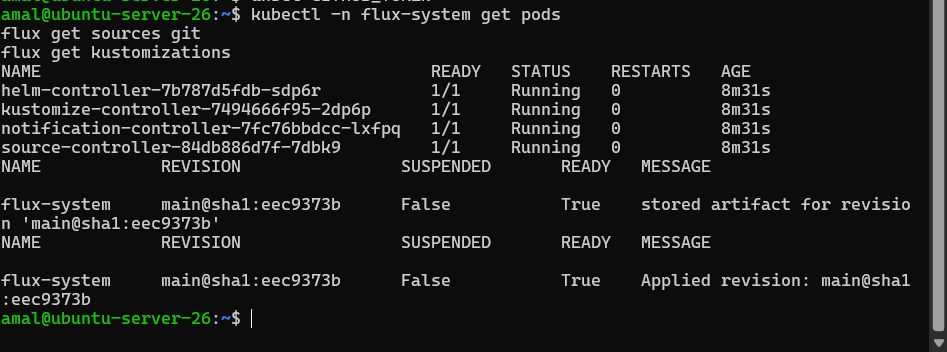 amal@ubuntu-server-26:~$ kubectl -n flux-system get pods
flux get sources git
flux get kustomizations
NAME                                       READY   STATUS    RESTARTS   AGE
helm-controller-7b787d5fdb-sdp6r           1/1     Running   0          8m31s
kustomize-controller-7494666f95-2dp6p      1/1     Running   0          8m31s
notification-controller-7fc76bbdcc-lxfpq   1/1     Running   0          8m31s
source-controller-84db886d7f-7dbk9         1/1     Running   0          8m31s
NAME            REVISION                SUSPENDED       READY   MESSAGE
flux-system     main@sha1:eec9373b      False           True    stored artifact for revisio
n 'main@sha1:eec9373b'
NAME            REVISION                SUSPENDED       READY   MESSAGE
flux-system     main@sha1:eec9373b      False           True    Applied revision: main@sha1
:eec9373b
amal@ubuntu-server-26:~$